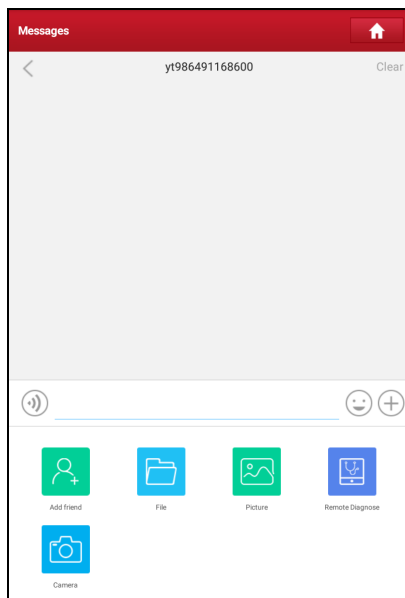 Messages
yt986491168600
Clear
Add friend
File
Picture
Remote Diagnose
Camera